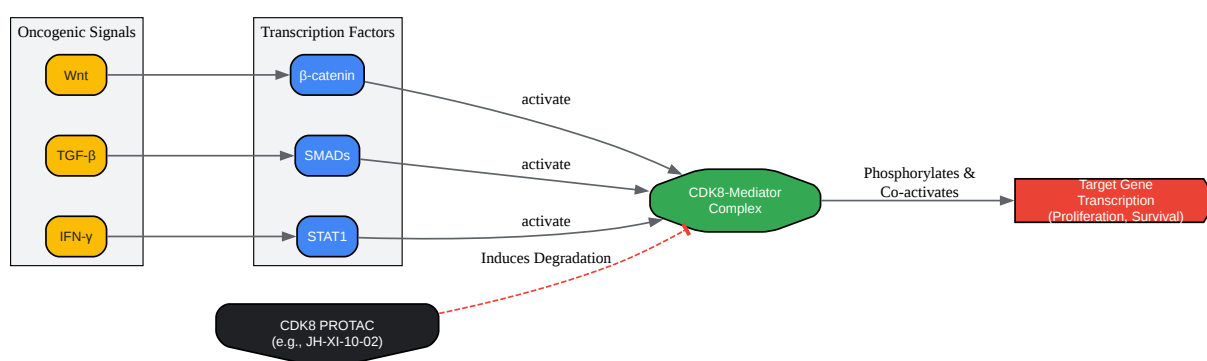 Oncogenic Signals
Transcription Factors
Wnt
β-catenin
activate
TGF-β
SMADs
activate
CDK8-Mediator
Complex
Phosphorylates &
Co-activates
Target Gene
Transcription
(Proliferation, Survival)
IFN-γ
STAT1
activate
Induces Degradation
CDK8 PROTAC
(e.g., JH-XI-10-02)